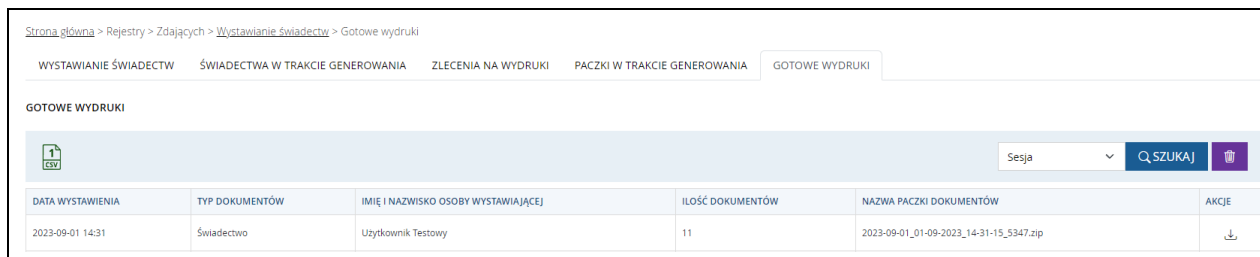 Strona główna > Rejestry > Zdających > Wystawianie świadectw > Gotowe wydruki
WYSTAWIANIE ŚWIADECTW ŚWIADECTWA W TRAKCIE GENEROWANIA ZLECENIA NA WYDRUKI PACZKI W TRAKCIE GENEROWANIA GOTOWE WYDRUKI
GOTOWE WYDRUKI
1 CSV Sesja SZUKAJ
DATA WYSTAWIENIA TYP DOKUMENTÓW IMIĘ I NAZWISKO OSOBY WYSTAWIAJĄCEJ ILOŚĆ DOKUMENTÓW NAZWA PACZKI DOKUMENTÓW AKCJE
2023-09-01 14:31 Świadectwo Użytkownik Testowy 11 2023-09-01_01-09-2023_14-31-15_5347.zip